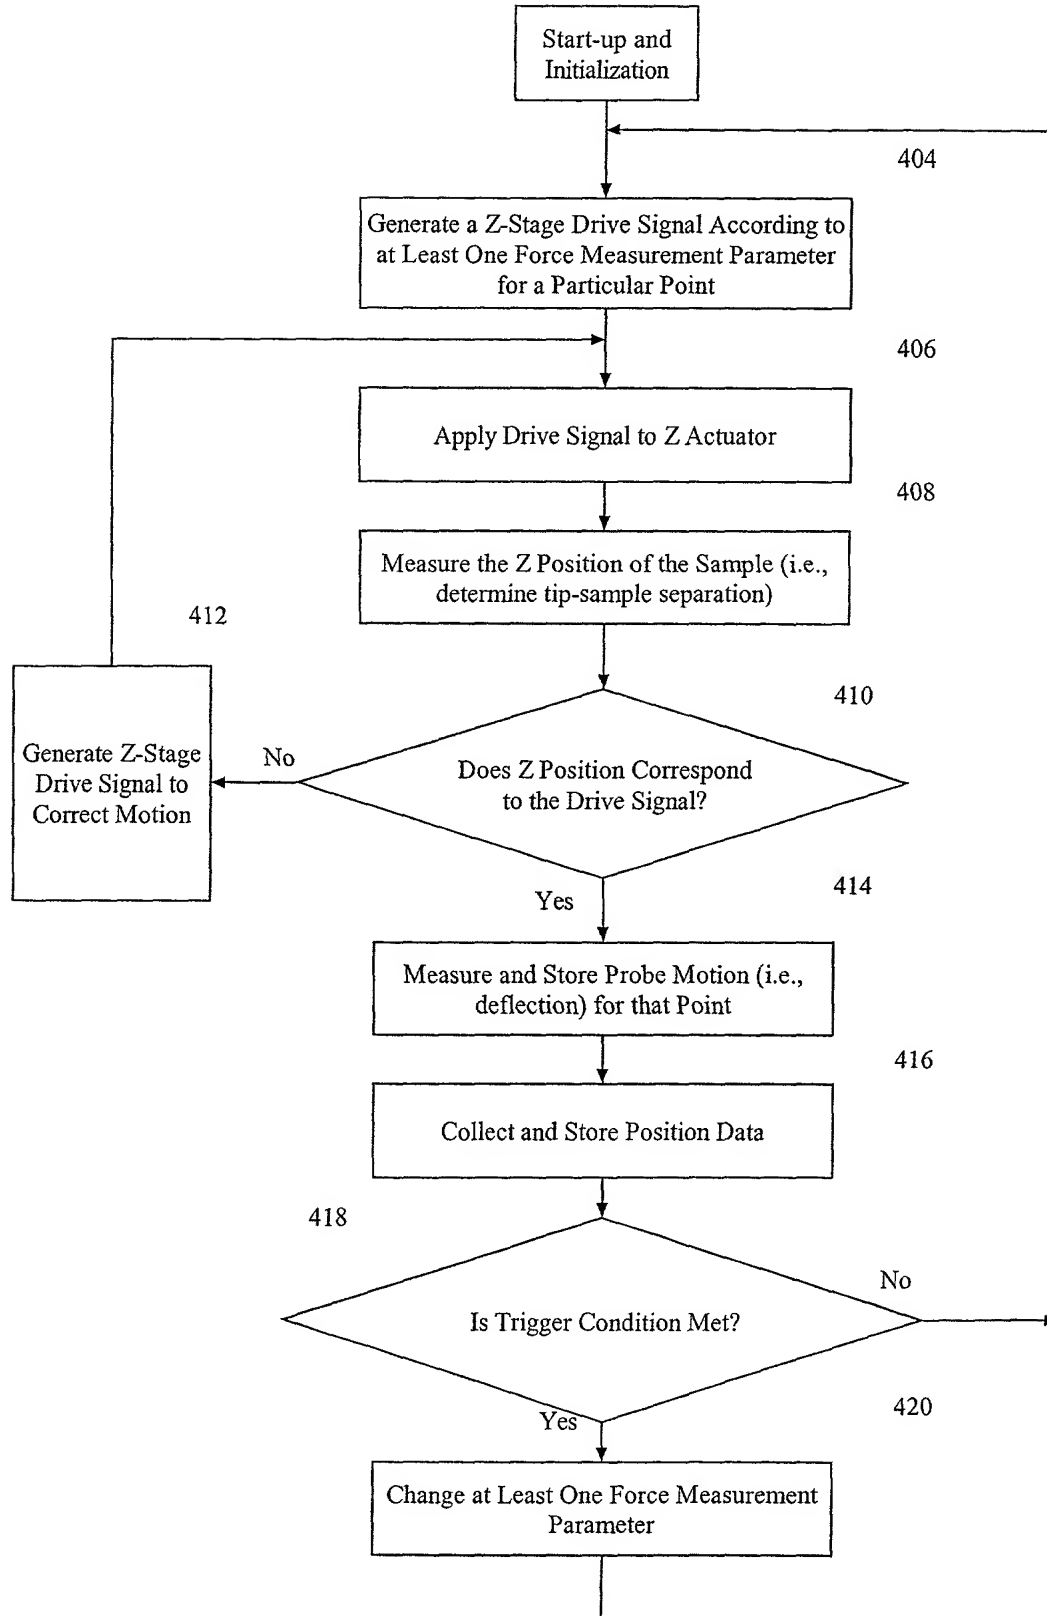 Start-up and
Initialization
404
Generate a Z-Stage Drive Signal According to
at Least One Force Measurement Parameter
for a Particular Point
406
Apply Drive Signal to Z Actuator
408
Measure the Z Position of the Sample (i.e.,
determine tip-sample separation)
412
410
Generate Z-Stage
Drive Signal to
Correct Motion
No
Does Z Position Correspond
to the Drive Signal?
414
Yes
Measure and Store Probe Motion (i.e.,
deflection) for that Point
416
Collect and Store Position Data
418
No
Is Trigger Condition Met?
420
Yes
Change at Least One Force Measurement
Parameter